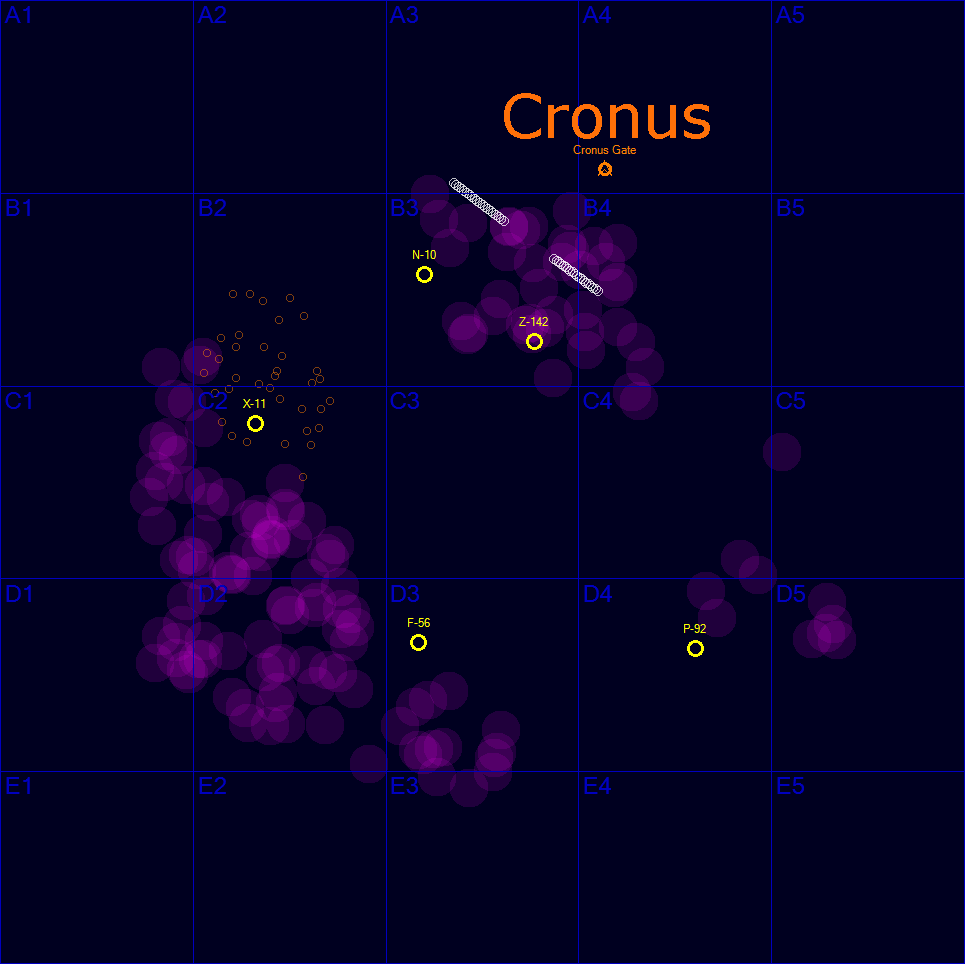 A1 A2 A3 A4 A5
Cronus
Cronus Gate
B1 B2 B3 B4 B5
N-10
Z-142
C1 C2 C3 C4 C5
X-11
D1 D2 D3 D4 D5
F-56
P-92
E1 E2 E3 E4 E5